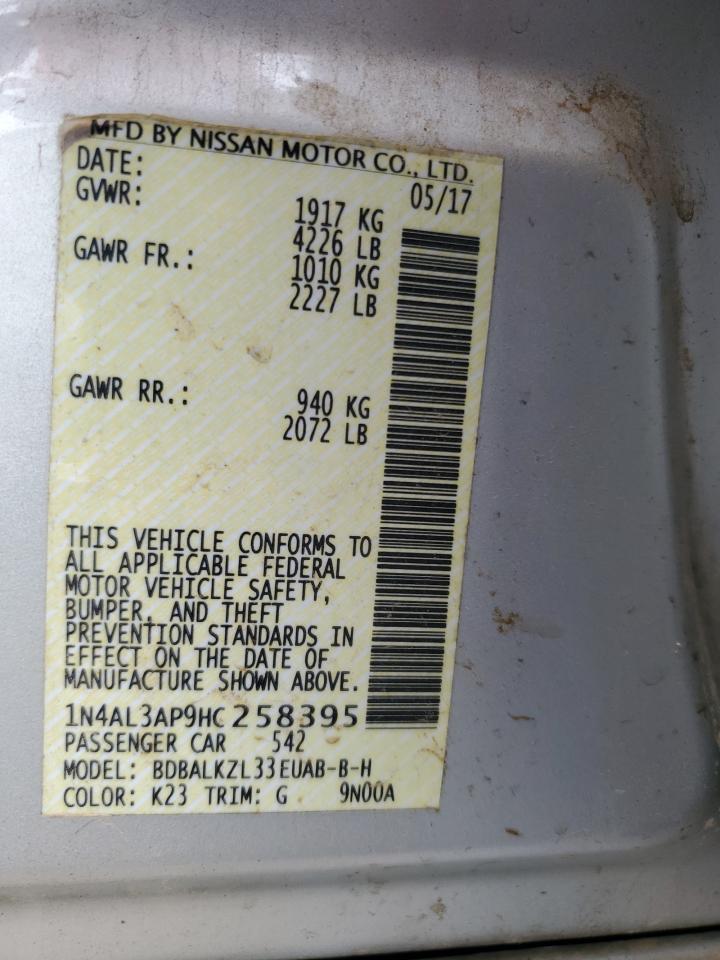 MFD BY NISSAN MOTOR CO., LTD.
DATE: 05/17
GVWR: 1917 KG
4226 LB
GAWR FR.: 1010 KG
2227 LB
GAWR RR.: 940 KG
2072 LB
THIS VEHICLE CONFORMS TO
ALL APPLICABLE FEDERAL
MOTOR VEHICLE SAFETY,
BUMPER, AND THEFT
PREVENTION STANDARDS IN
EFFECT ON THE DATE OF
MANUFACTURE SHOWN ABOVE.
1N4AL3AP9HC258395
PASSENGER CAR 542
MODEL: BDBALKZL33EUAB-B-H
COLOR: K23 TRIM: G 9N00A